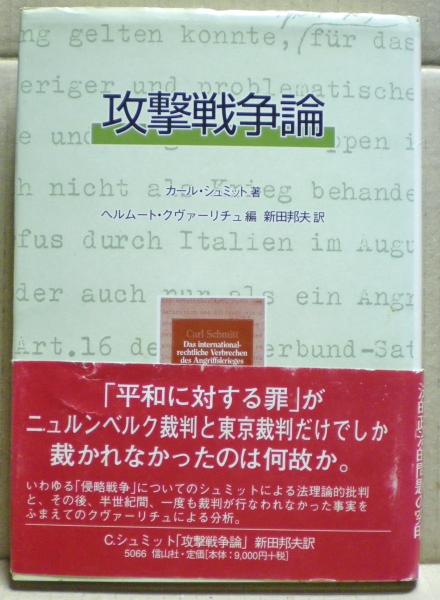 ng gelten konnte, für das
eriger und problematische
攻撃戦争論
e und
ppen i
カール・シュミット 著
h nicht als Krieg behande
ヘルムート・クヴァーリチュ 編 新田邦夫 訳
fus durch Italien im Augu
der auch nur als ein Angr
Art.16 de
erbund-Sat
Carl Schmitt
Das international-
rechtliche Verbrechen
des Angriffskrieges
「平和に対する罪」が
ニュルンベルク裁判と東京裁判だけでしか
裁かれなかったのは何故か。
いわゆる「侵略戦争」についてのシュミットによる法理論的批判
と、その後、半世紀間、一度も裁判が行なわれなかった事実を
ふまえてのクヴァーリチュによる分析。
C.シュミット「攻撃戦争論」 新田邦夫訳
5066 信山社・定価[本体:9,000円+税]